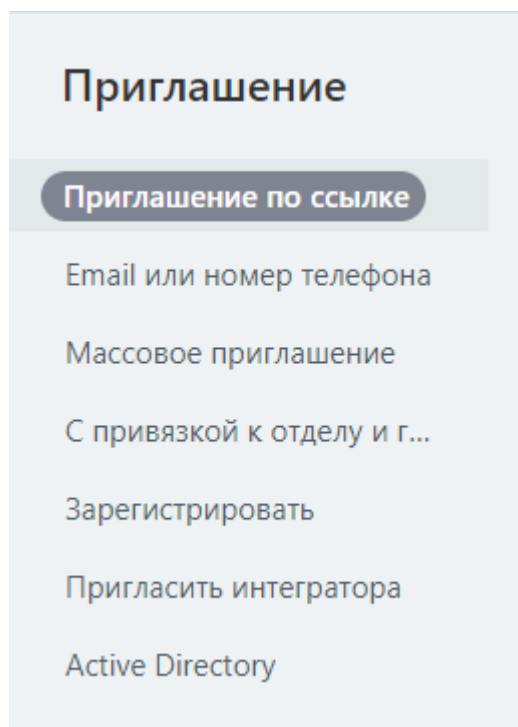 Приглашение
Приглашение по ссылке
Email или номер телефона
Массовое приглашение
С привязкой к отделу и г...
Зарегистрировать
Пригласить интегратора
Active Directory